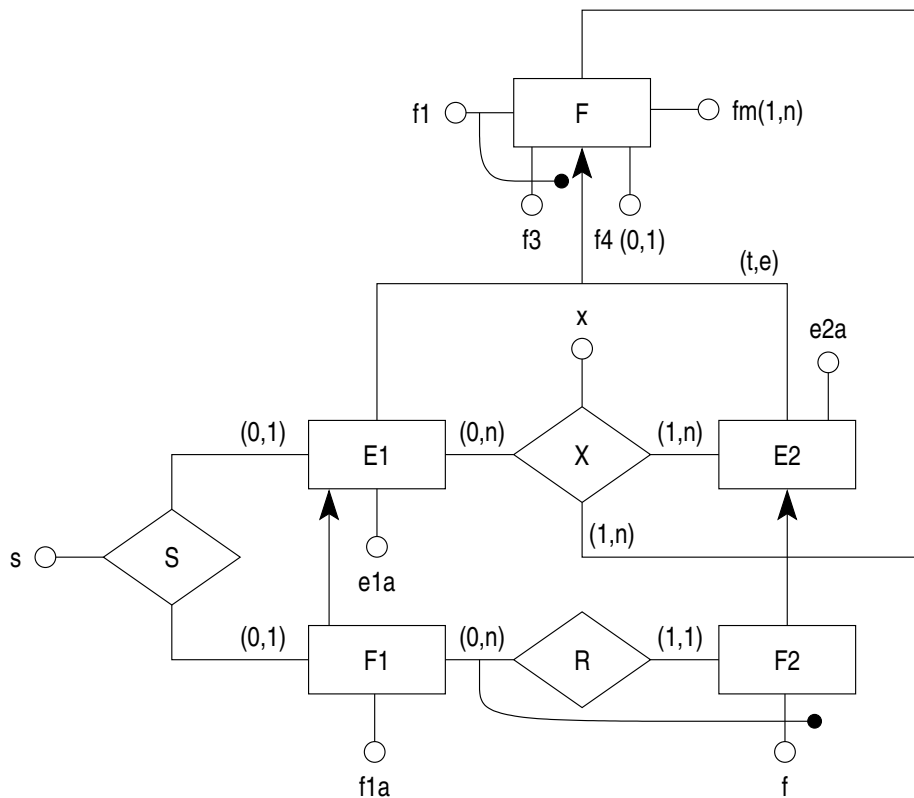 f1
F
fm(1,n)
f3
f4 (0,1)
(t,e)
x
e2a
(0,1)
E1
(0,n)
X
(1,n)
E2
(1,n)
s
S
e1a
(0,1)
F1
(0,n)
R
(1,1)
F2
f1a
f